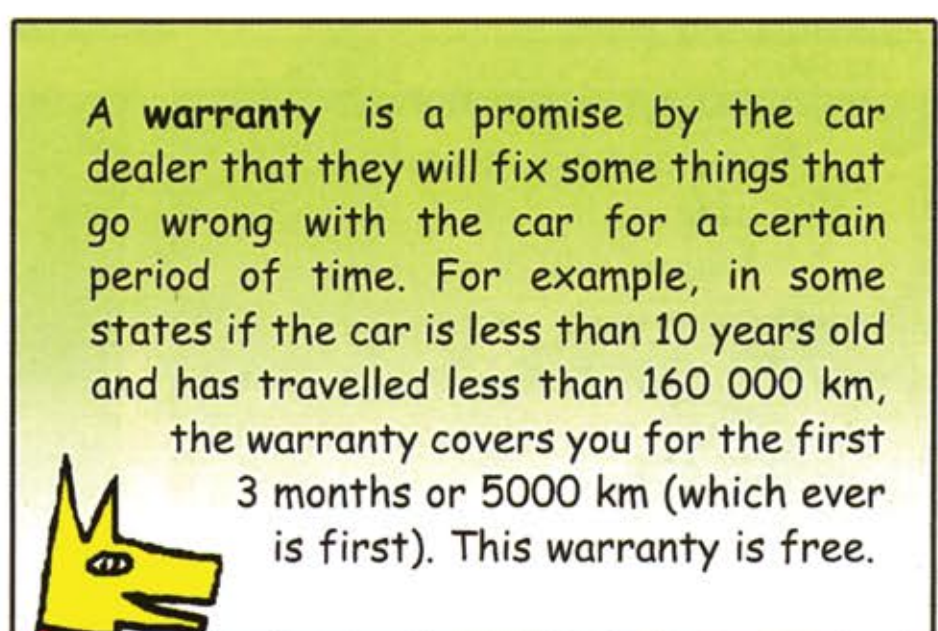 A warranty is a promise by the car
dealer that they will fix some things that
go wrong with the car for a certain
period of time. For example, in some
states if the car is less than 10 years old
and has travelled less than 160 000 km,
the warranty covers you for the first
3 months or 5000 km (which ever
is first). This warranty is free.